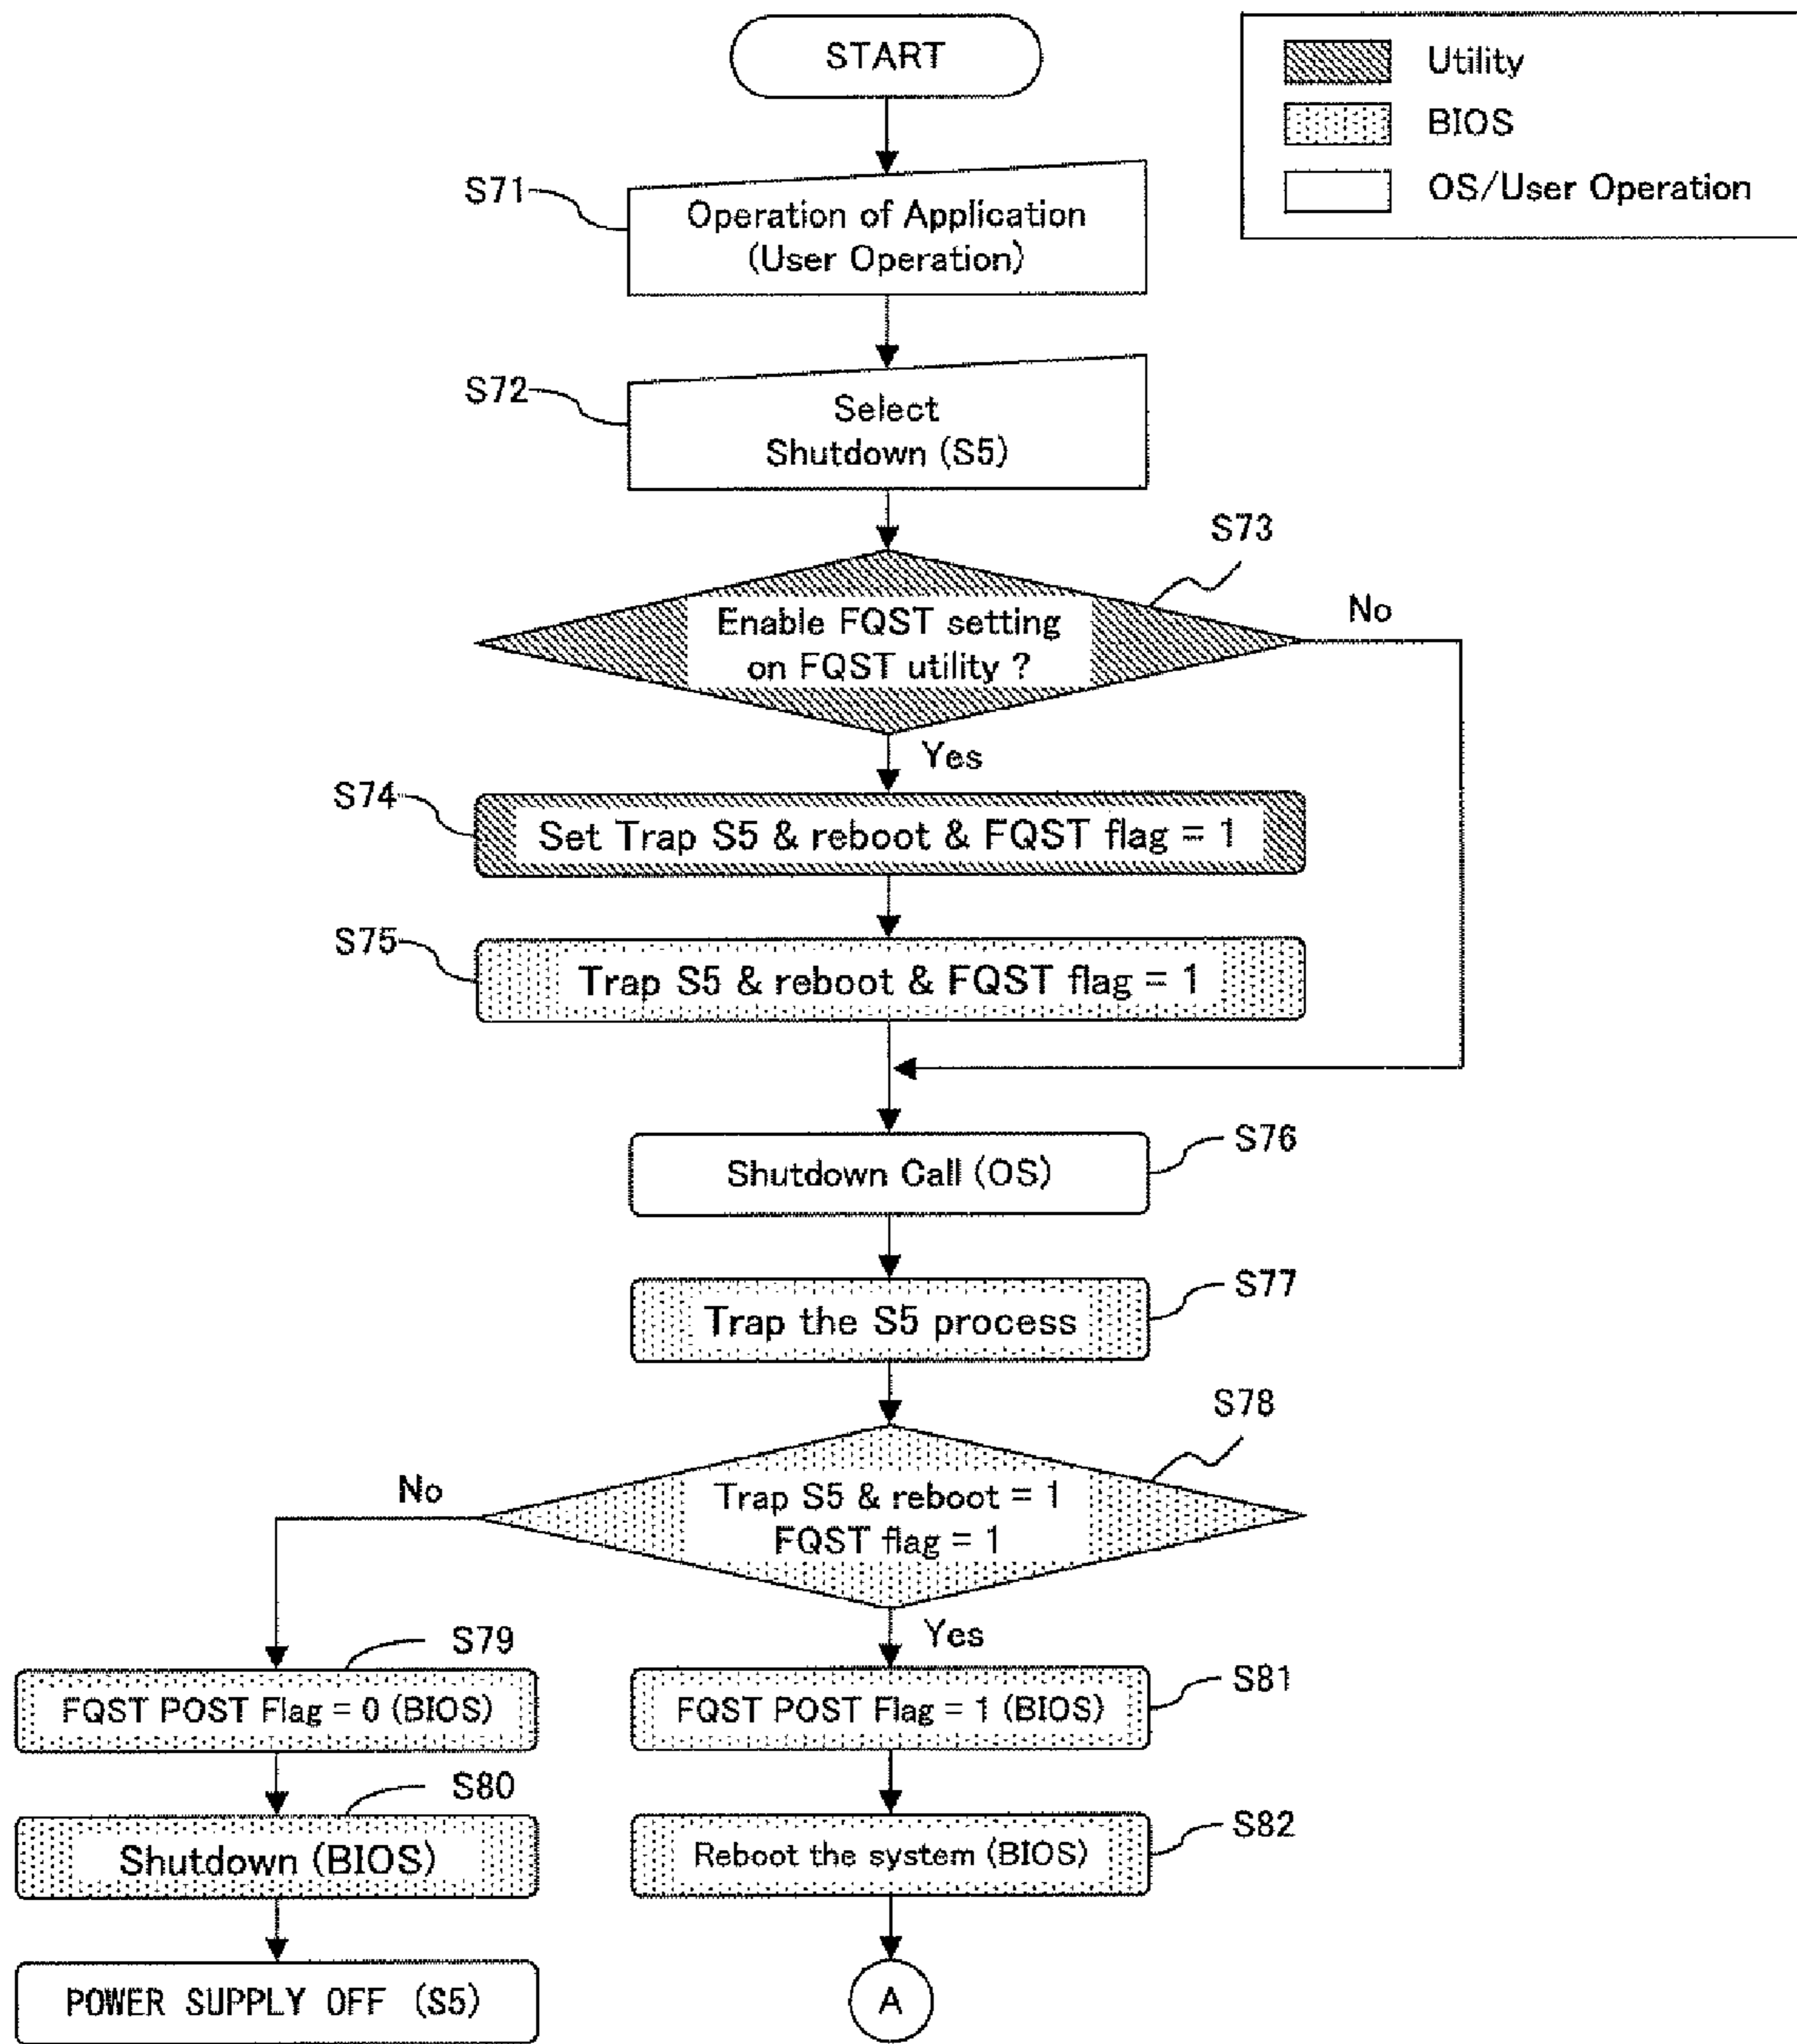 START
Utility
BIOS
OS/User Operation
S71
Operation of Application
(User Operation)
S72
Select
Shutdown (S5)
S73
Enable FQST setting
on FQST utility ?
No
Yes
S74
Set Trap S5 & reboot & FQST flag = 1
S75
Trap S5 & reboot & FQST flag = 1
S76
Shutdown Call (OS)
S77
Trap the S5 process
S78
Trap S5 & reboot = 1
FQST flag = 1
No
Yes
S79
FQST POST Flag = 0 (BIOS)
S81
FQST POST Flag = 1 (BIOS)
S80
Shutdown (BIOS)
S82
Reboot the system (BIOS)
POWER SUPPLY OFF (S5)
A